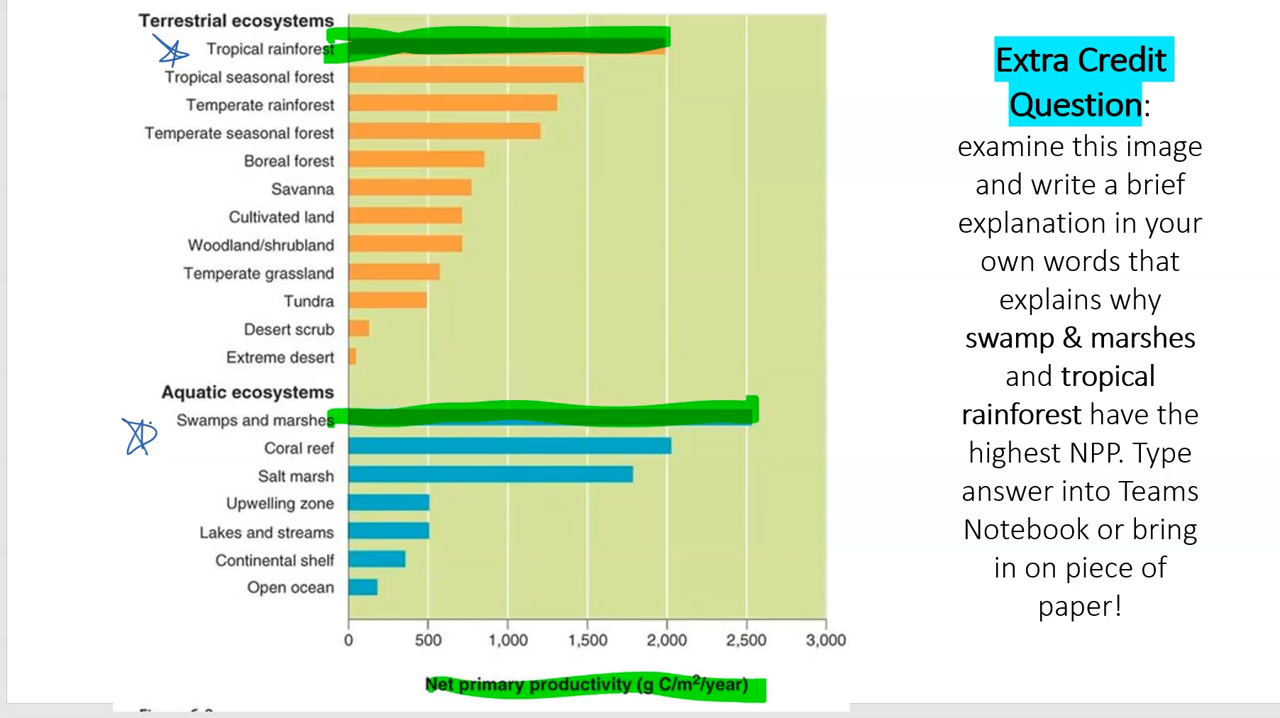 Terrestrial ecosystems
Tropical rainforest
Tropical seasonal forest
Temperate rainforest
Temperate seasonal forest
Boreal forest
Savanna
Cultivated land
Woodland/shrubland
Temperate grassland
Tundra
Desert scrub
Extreme desert
Aquatic ecosystems
Swamps and marshes
Coral reef
Salt marsh
Upwelling zone
Lakes and streams
Continental shelf
Open ocean
0 500 1,000 1,500 2,000 2,500 3,000
Net primary productivity (g C/m²/year)
Extra Credit
Question:
examine this image
and write a brief
explanation in your
own words that
explains why
swamp & marshes
and tropical
rainforest have the
highest NPP. Type
answer into Teams
Notebook or bring
in on piece of
paper!